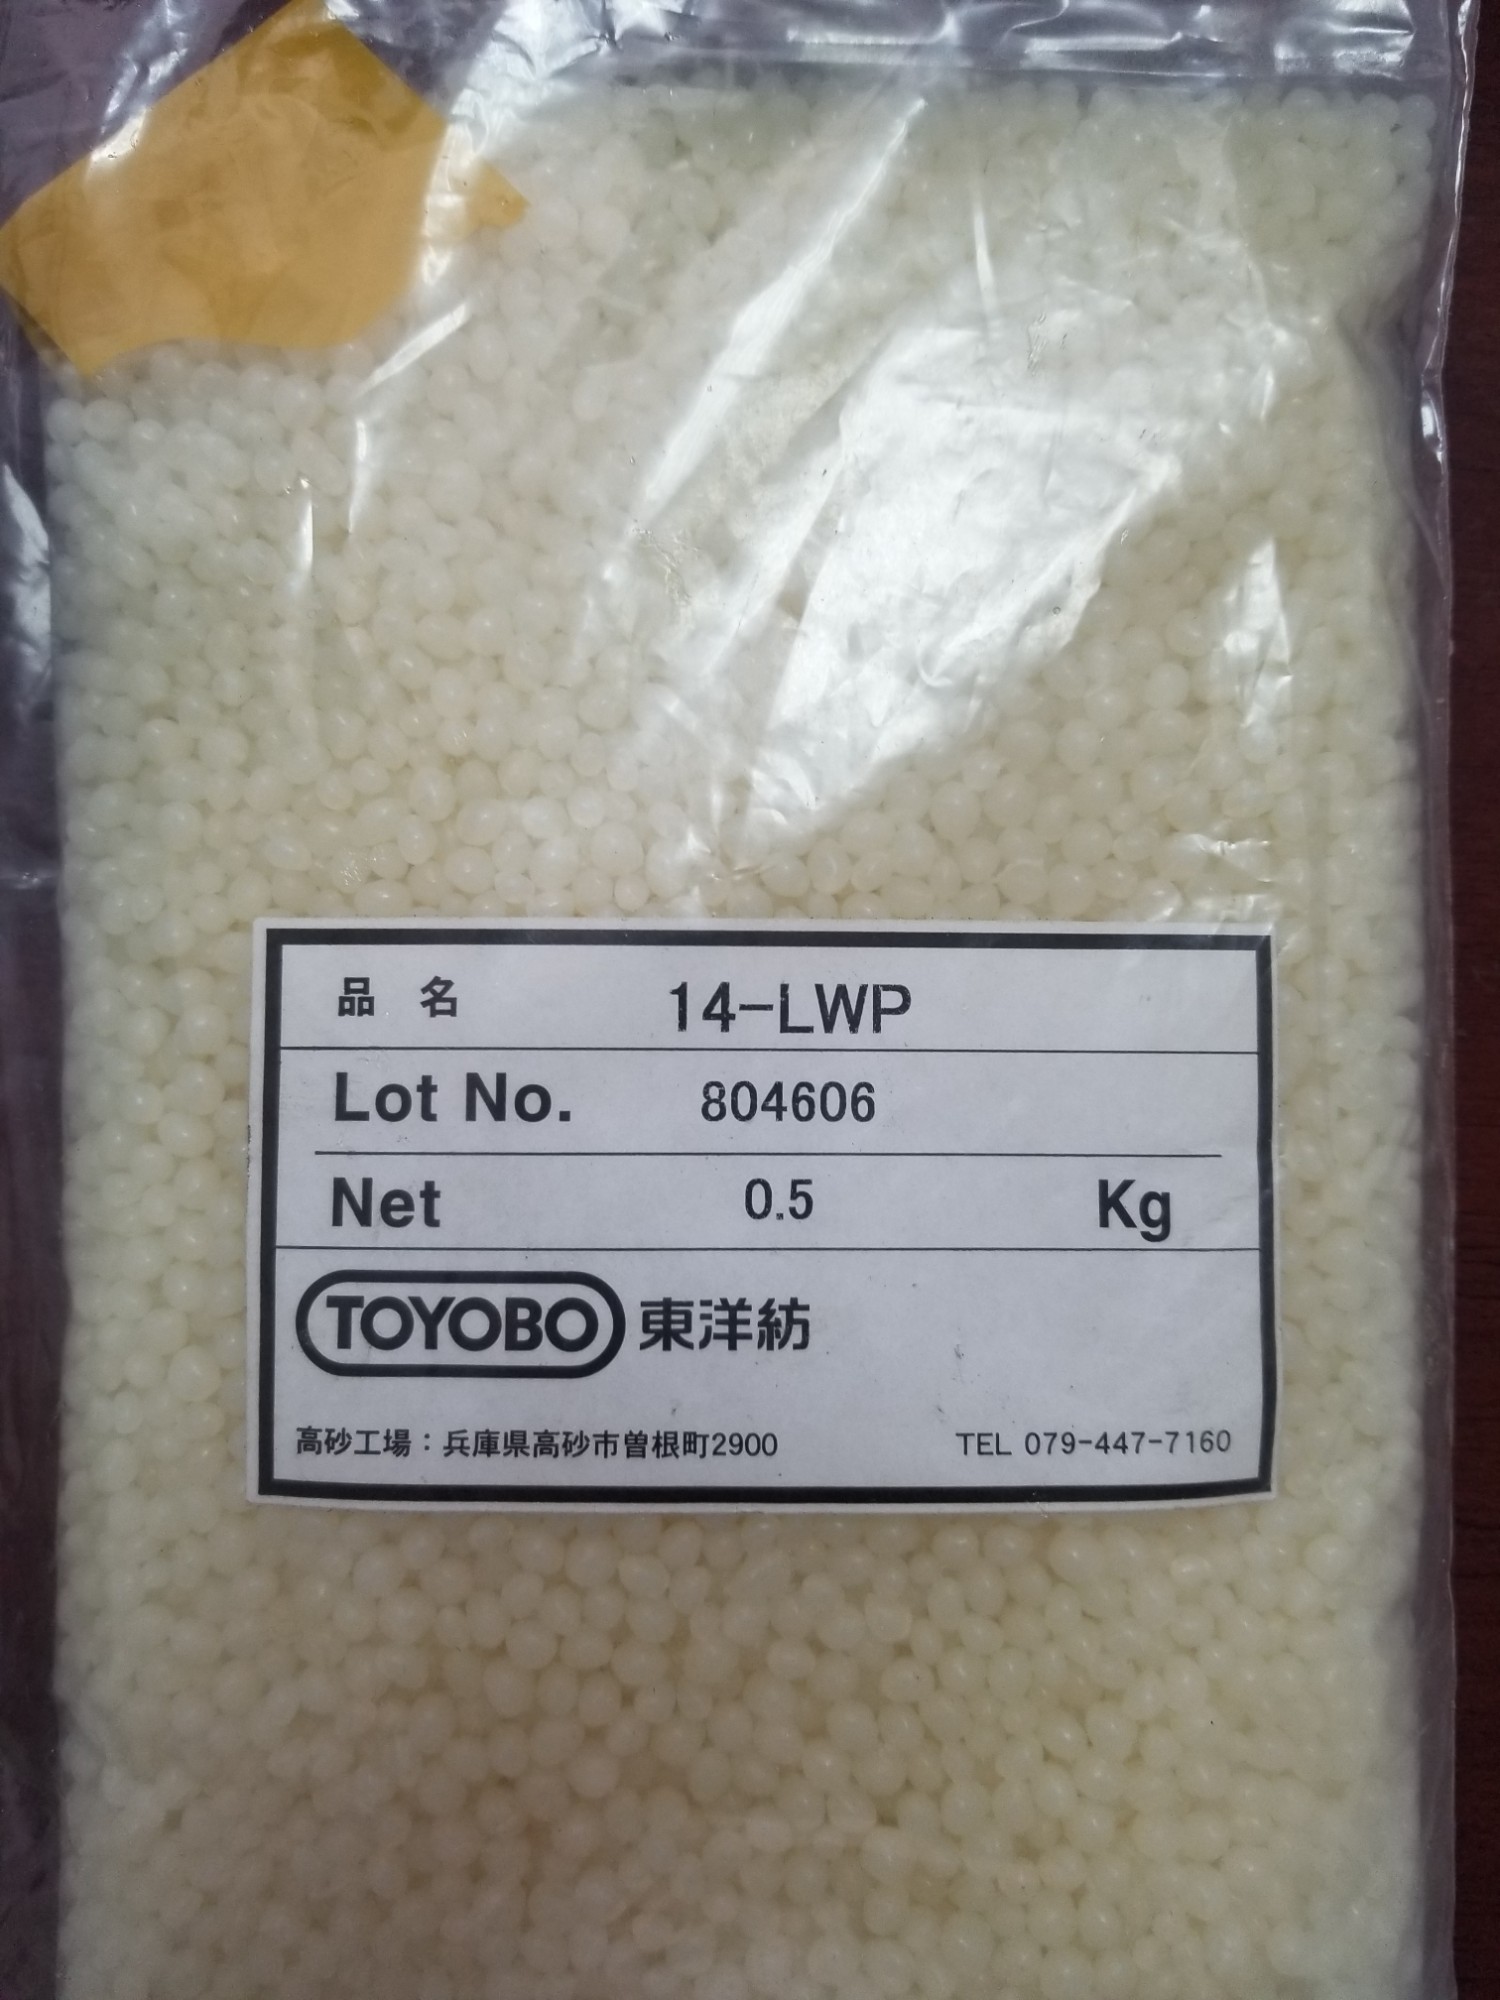 品 名 14-LWP
Lot No. 804606
Net 0.5 Kg
TOYOBO 東洋紡
高砂工場：兵庫県高砂市曽根町2900 TEL 079-447-7160